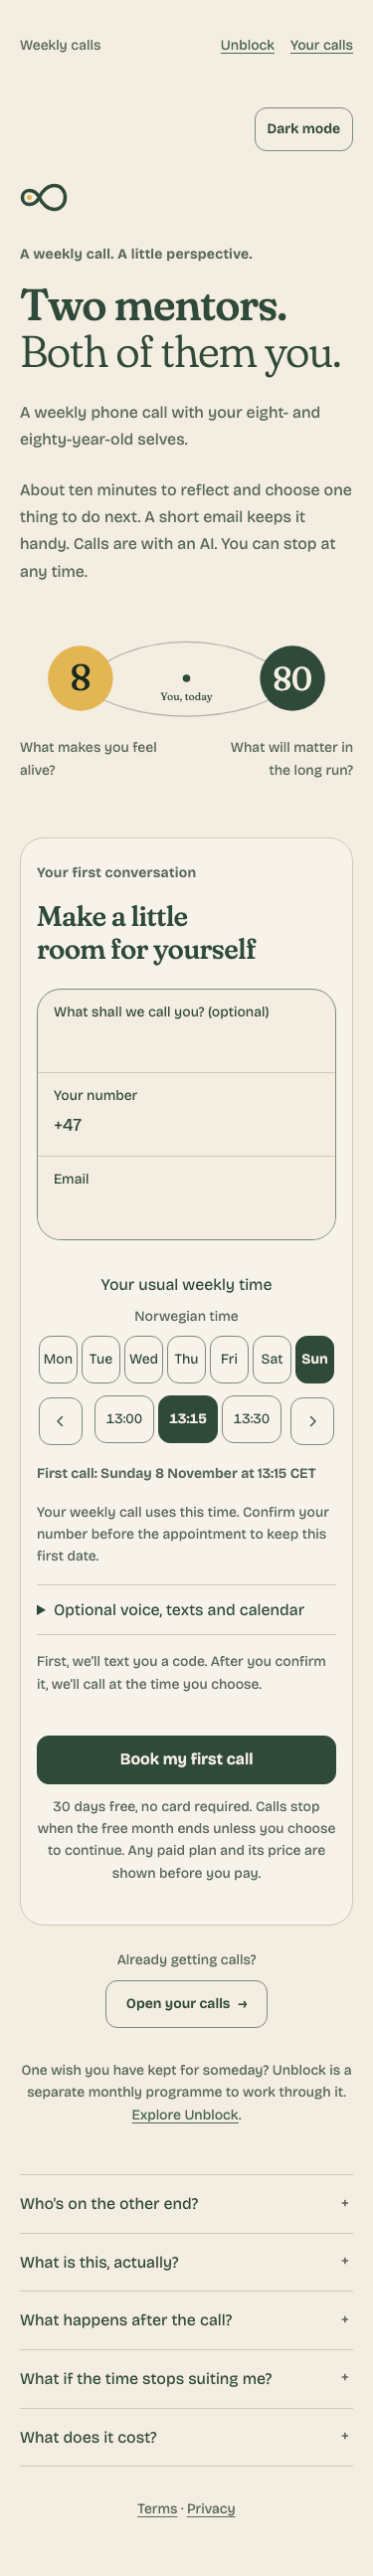 Weekly calls Unblock Your calls
Dark mode
A weekly call. A little perspective.
Two mentors.
Both of them you.
A weekly phone call with your eight- and
eighty-year-old selves.
About ten minutes to reflect and choose one
thing to do next. A short email keeps it
handy. Calls are with an AI. You can stop at
any time.
8 80
You, today
What makes you feel
alive?
What will matter in
the long run?
Your first conversation
Make a little
room for yourself
What shall we call you? (optional)
Your number
+47
Email
Your usual weekly time
Norwegian time
Mon Tue Wed Thu Fri Sat Sun
‹ 13:00 13:15 13:30 ›
First call: Sunday 8 November at 13:15 CET
Your weekly call uses this time. Confirm your
number before the appointment to keep this
first date.
▶ Optional voice, texts and calendar
First, we'll text you a code. After you confirm
it, we'll call at the time you choose.
Book my first call
30 days free, no card required. Calls stop
when the free month ends unless you choose
to continue. Any paid plan and its price are
shown before you pay.
Already getting calls?
Open your calls →
One wish you have kept for someday? Unblock is a
separate monthly programme to work through it.
Explore Unblock.
Who's on the other end? +
What is this, actually? +
What happens after the call? +
What if the time stops suiting me? +
What does it cost? +
Terms · Privacy